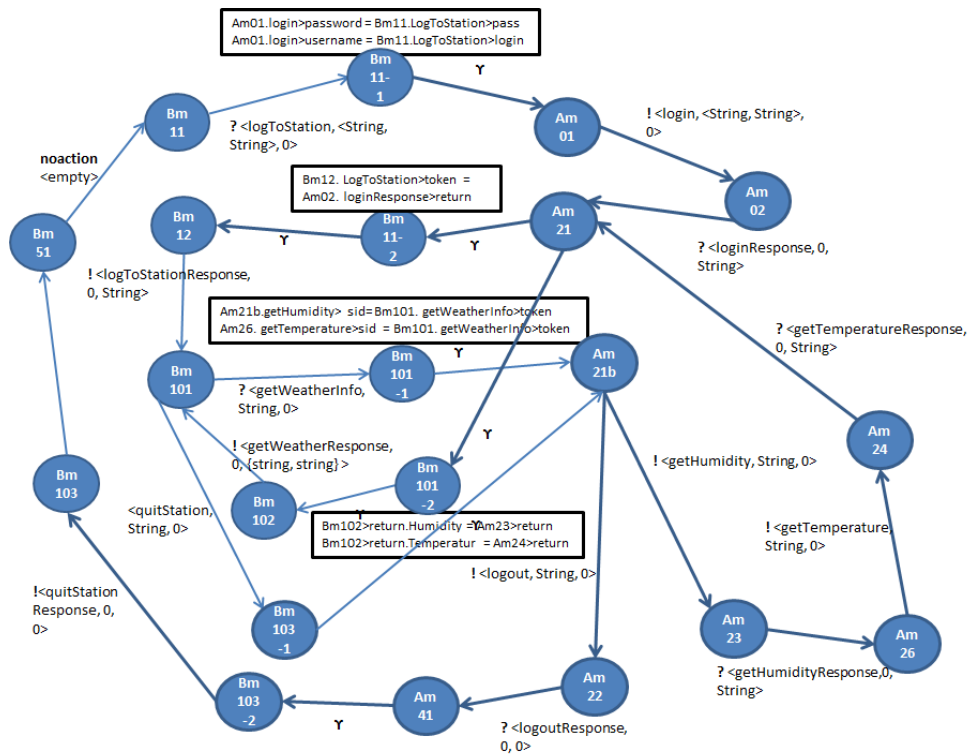 Am01.login>password = Bm11.LogToStation>pass
Am01.login>username = Bm11.LogToStation>login
Bm
11-
1
ϒ
Bm
11
? <logToStation, <String,
String>, 0>
Am
01
! <login, <String, String>,
0>
noaction
<empty>
Bm12. LogToStation>token =
Am02. loginResponse>return
Am
02
Bm
12
Bm
11-
2
Am
21
ϒ
ϒ
Bm
51
? <loginResponse, 0,
String>
! <logToStationResponse,
0, String>
Am21b.getHumidity> sid=Bm101. getWeatherInfo>token
Am26. getTemperature>sid = Bm101. getWeatherInfo>token
? <getTemperatureResponse,
0, String>
ϒ
Bm
101
Bm
101
-1
Am
21b
? <getWeatherInfo,
String, 0>
! <getWeatherResponse,
0, {string, string} >
ϒ
Am
24
! <getHumidity, String, 0>
Bm
103
Bm
102
Bm
101
-2
<quitStation,
String, 0>
ϒ
Bm102>return.Humidity = Am23>return
ϒ
Bm102>return.Temperatur = Am24>return
! <getTemperature,
String, 0>
! <logout, String, 0>
!<quitStation
Response, 0,
0>
Bm
103
-1
Am
23
Am
26
? <getHumidityResponse,0,
String>
Bm
103
-2
Am
41
Am
22
ϒ
? <logoutResponse,
0, 0>